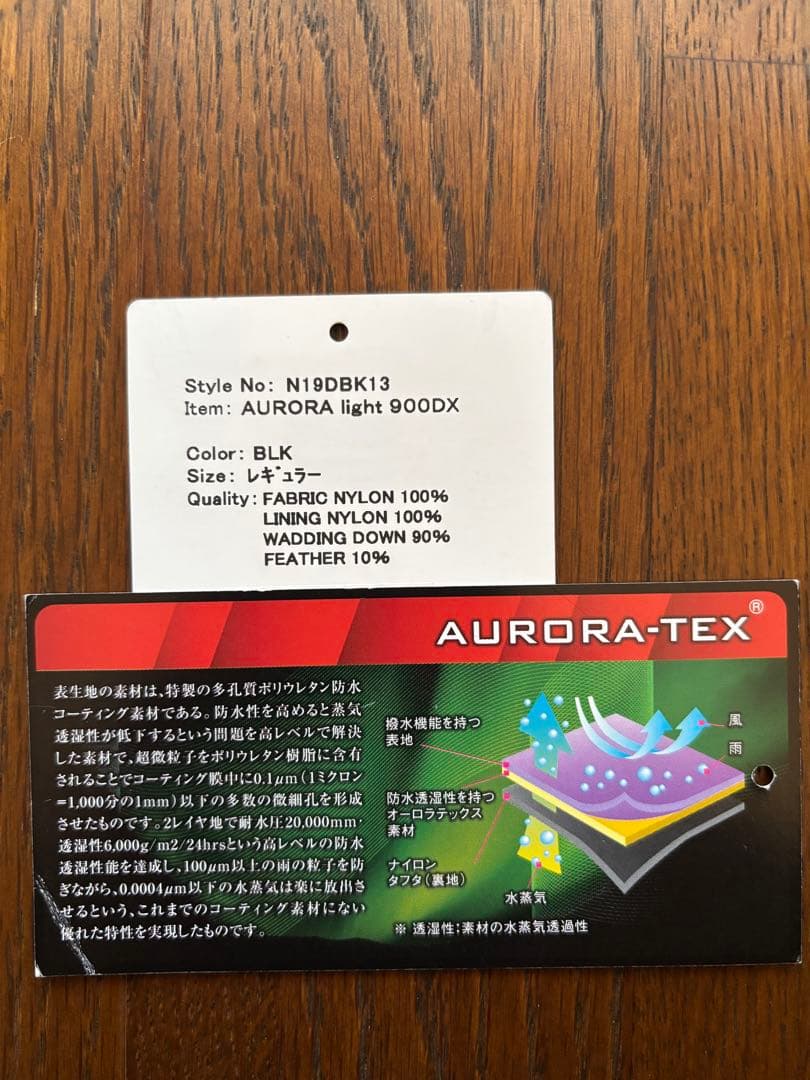 Style No: N19DBK13
Item: AURORA light 900DX
Color: BLK
Size: ﾚｷﾞｭﾗｰ
Quality: FABRIC NYLON 100%
LINING NYLON 100%
WADDING DOWN 90%
FEATHER 10%
AURORA-TEX®
表生地の素材は、特製の多孔質ポリウレタン防水
コーティング素材である。防水性を高めると蒸気
透湿性が低下するという問題を高レベルで解決
した素材で、超微粒子をポリウレタン樹脂に含有
されることでコーティング膜中に0.1μm(1ミクロン
=1,000分の1mm)以下の多数の微細孔を形成
させたものです。2レイヤ地で耐水圧20,000mm・
透湿性6,000g/m2/24hrsという高レベルの防水
透湿性能を達成し、100μm以上の雨の粒子を防
ぎながら、0.0004μm以下の水蒸気は楽に放出さ
せるという、これまでのコーティング素材にない
優れた特性を実現したものです。
撥水機能を持つ
表地
防水透湿性を持つ
オーロラテックス
素材
ナイロン
タフタ(裏地)
風
雨
水蒸気
※ 透湿性;素材の水蒸気透過性